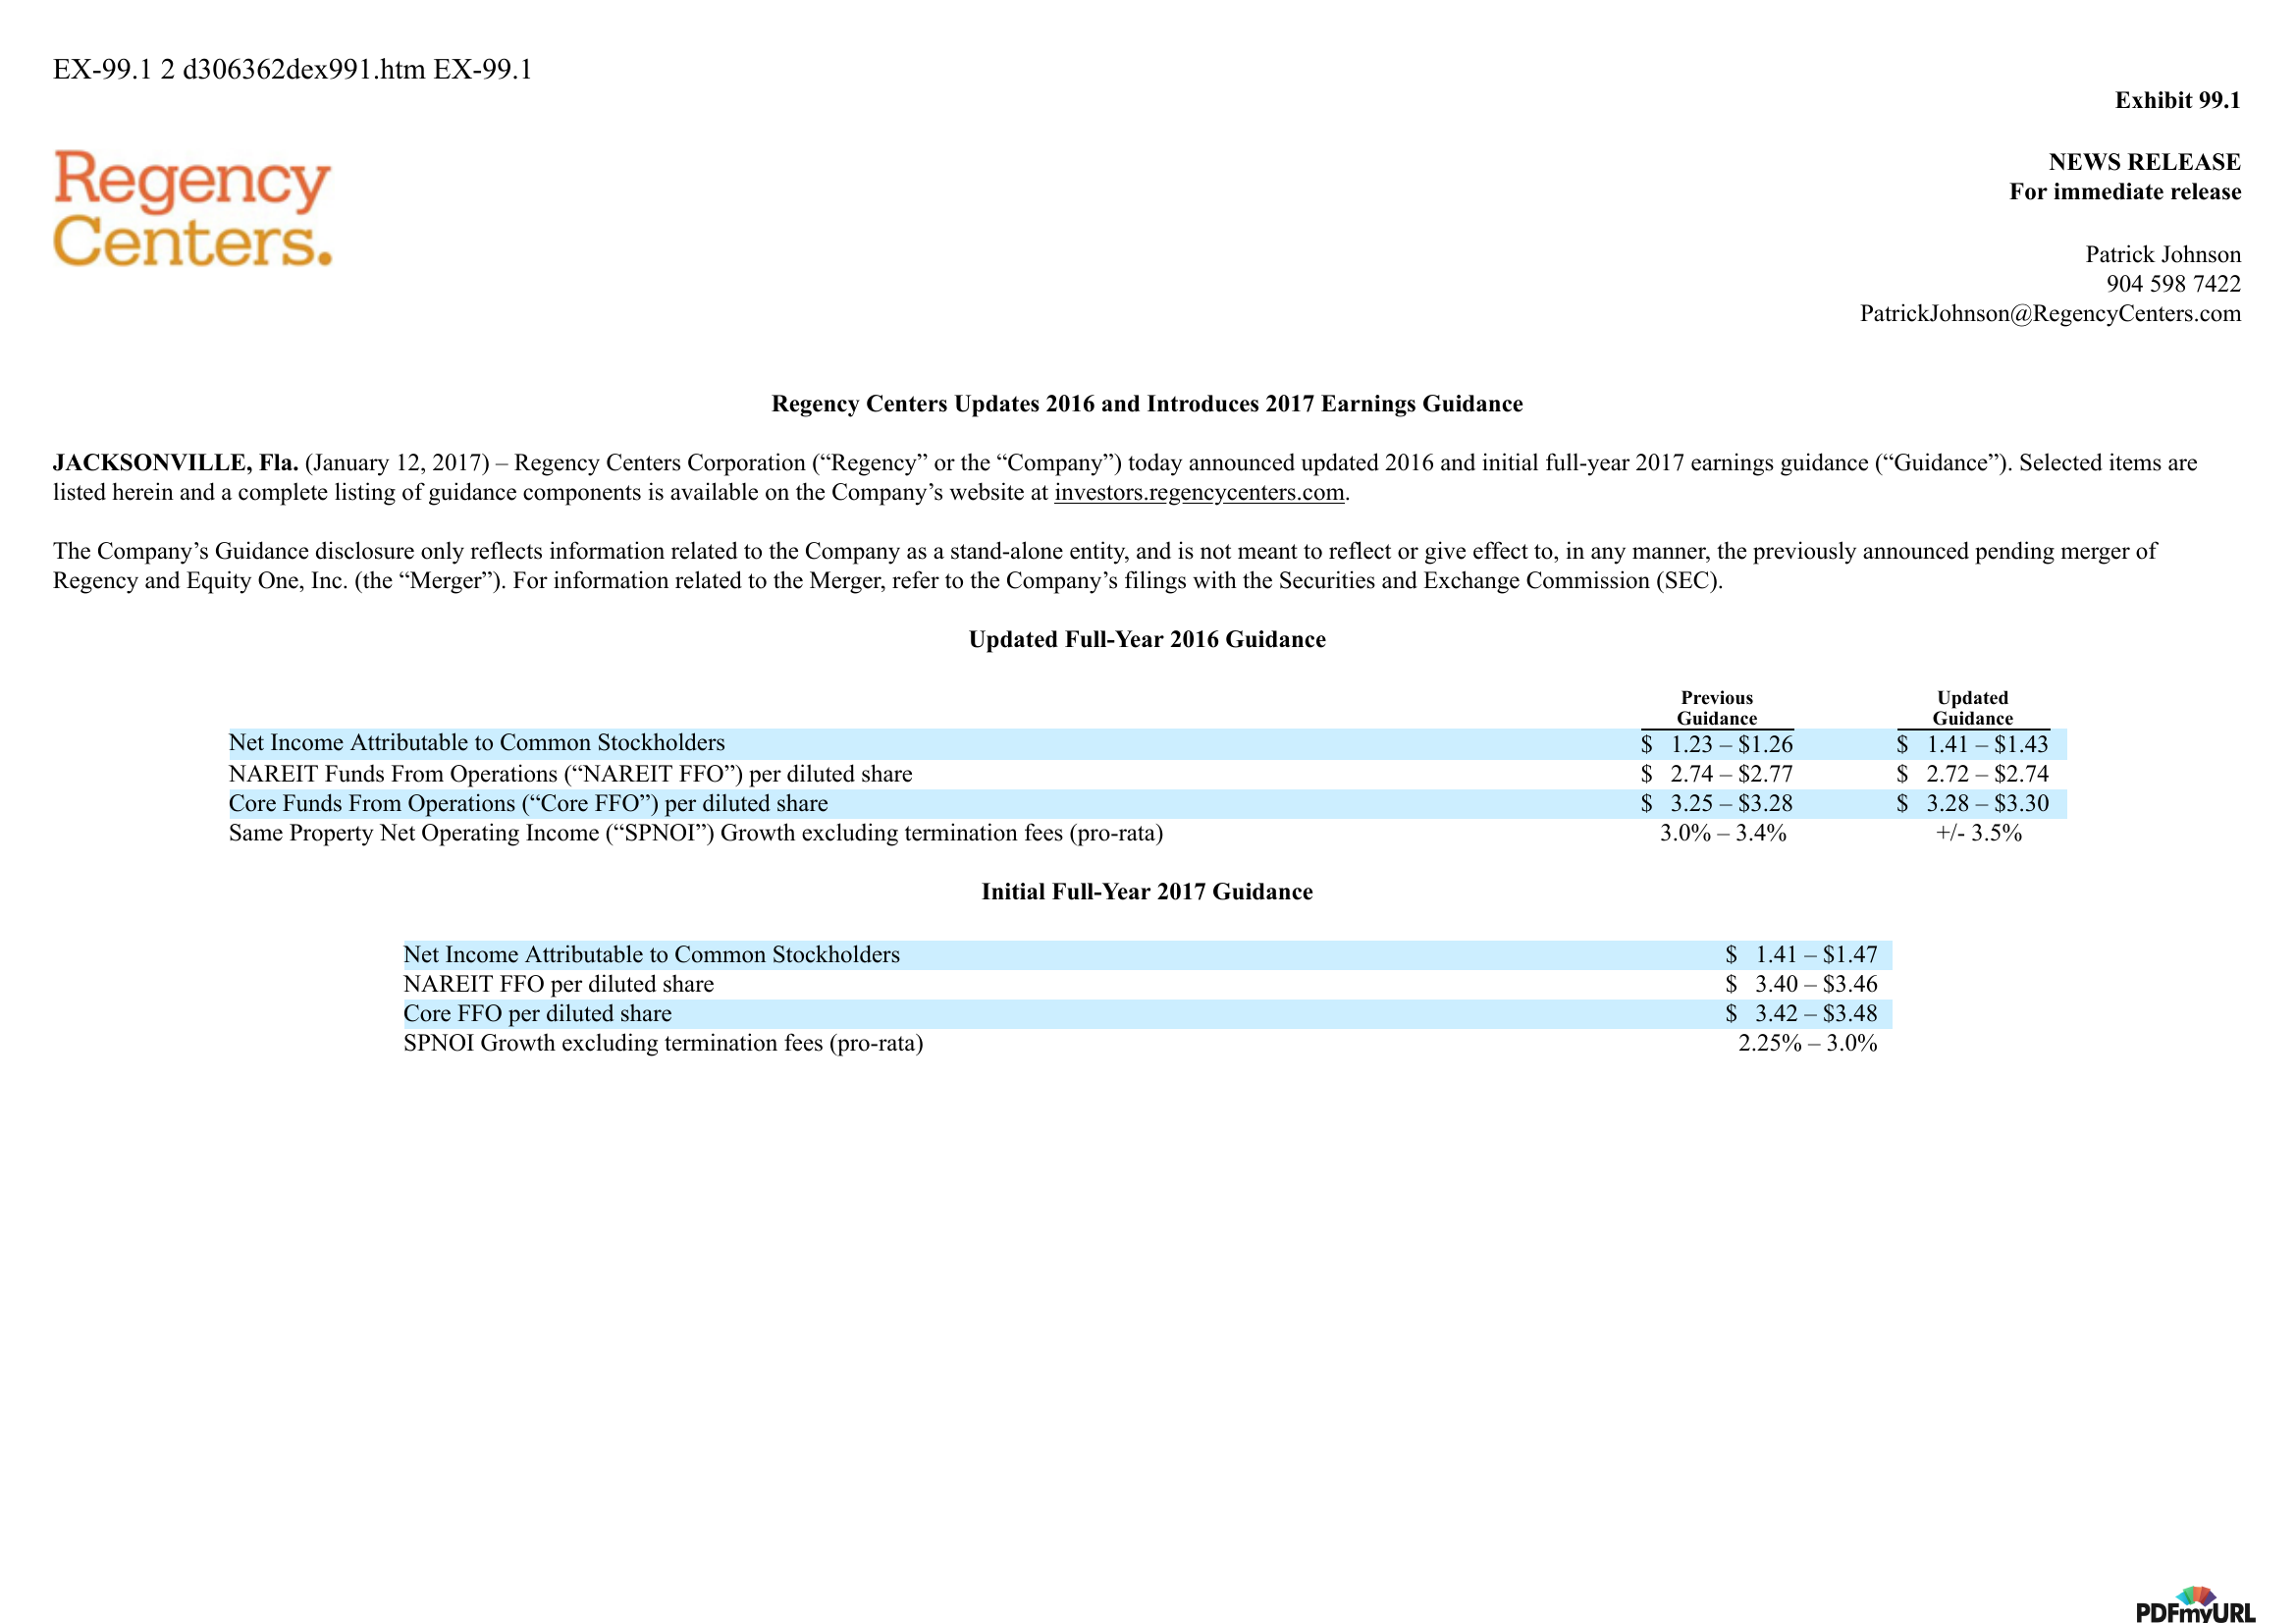 EX-99.1 2 d306362dex991.htm EX-99.1
Exhibit 99.1
Regency
Centers.
NEWS RELEASE
For immediate release
Patrick Johnson
904 598 7422
PatrickJohnson@RegencyCenters.com
Regency Centers Updates 2016 and Introduces 2017 Earnings Guidance
JACKSONVILLE, Fla. (January 12, 2017) – Regency Centers Corporation (“Regency” or the “Company”) today announced updated 2016 and initial full-year 2017 earnings guidance (“Guidance”). Selected items are
listed herein and a complete listing of guidance components is available on the Company’s website at investors.regencycenters.com.
The Company’s Guidance disclosure only reflects information related to the Company as a stand-alone entity, and is not meant to reflect or give effect to, in any manner, the previously announced pending merger of
Regency and Equity One, Inc. (the “Merger”). For information related to the Merger, refer to the Company’s filings with the Securities and Exchange Commission (SEC).
Updated Full-Year 2016 Guidance
Previous Updated
Guidance Guidance
Net Income Attributable to Common Stockholders $ 1.23 – $1.26 $ 1.41 – $1.43
NAREIT Funds From Operations (“NAREIT FFO”) per diluted share $ 2.74 – $2.77 $ 2.72 – $2.74
Core Funds From Operations (“Core FFO”) per diluted share $ 3.25 – $3.28 $ 3.28 – $3.30
Same Property Net Operating Income (“SPNOI”) Growth excluding termination fees (pro-rata) 3.0% – 3.4% +/- 3.5%
Initial Full-Year 2017 Guidance
Net Income Attributable to Common Stockholders $ 1.41 – $1.47
NAREIT FFO per diluted share $ 3.40 – $3.46
Core FFO per diluted share $ 3.42 – $3.48
SPNOI Growth excluding termination fees (pro-rata) 2.25% – 3.0%
PDFmyURL